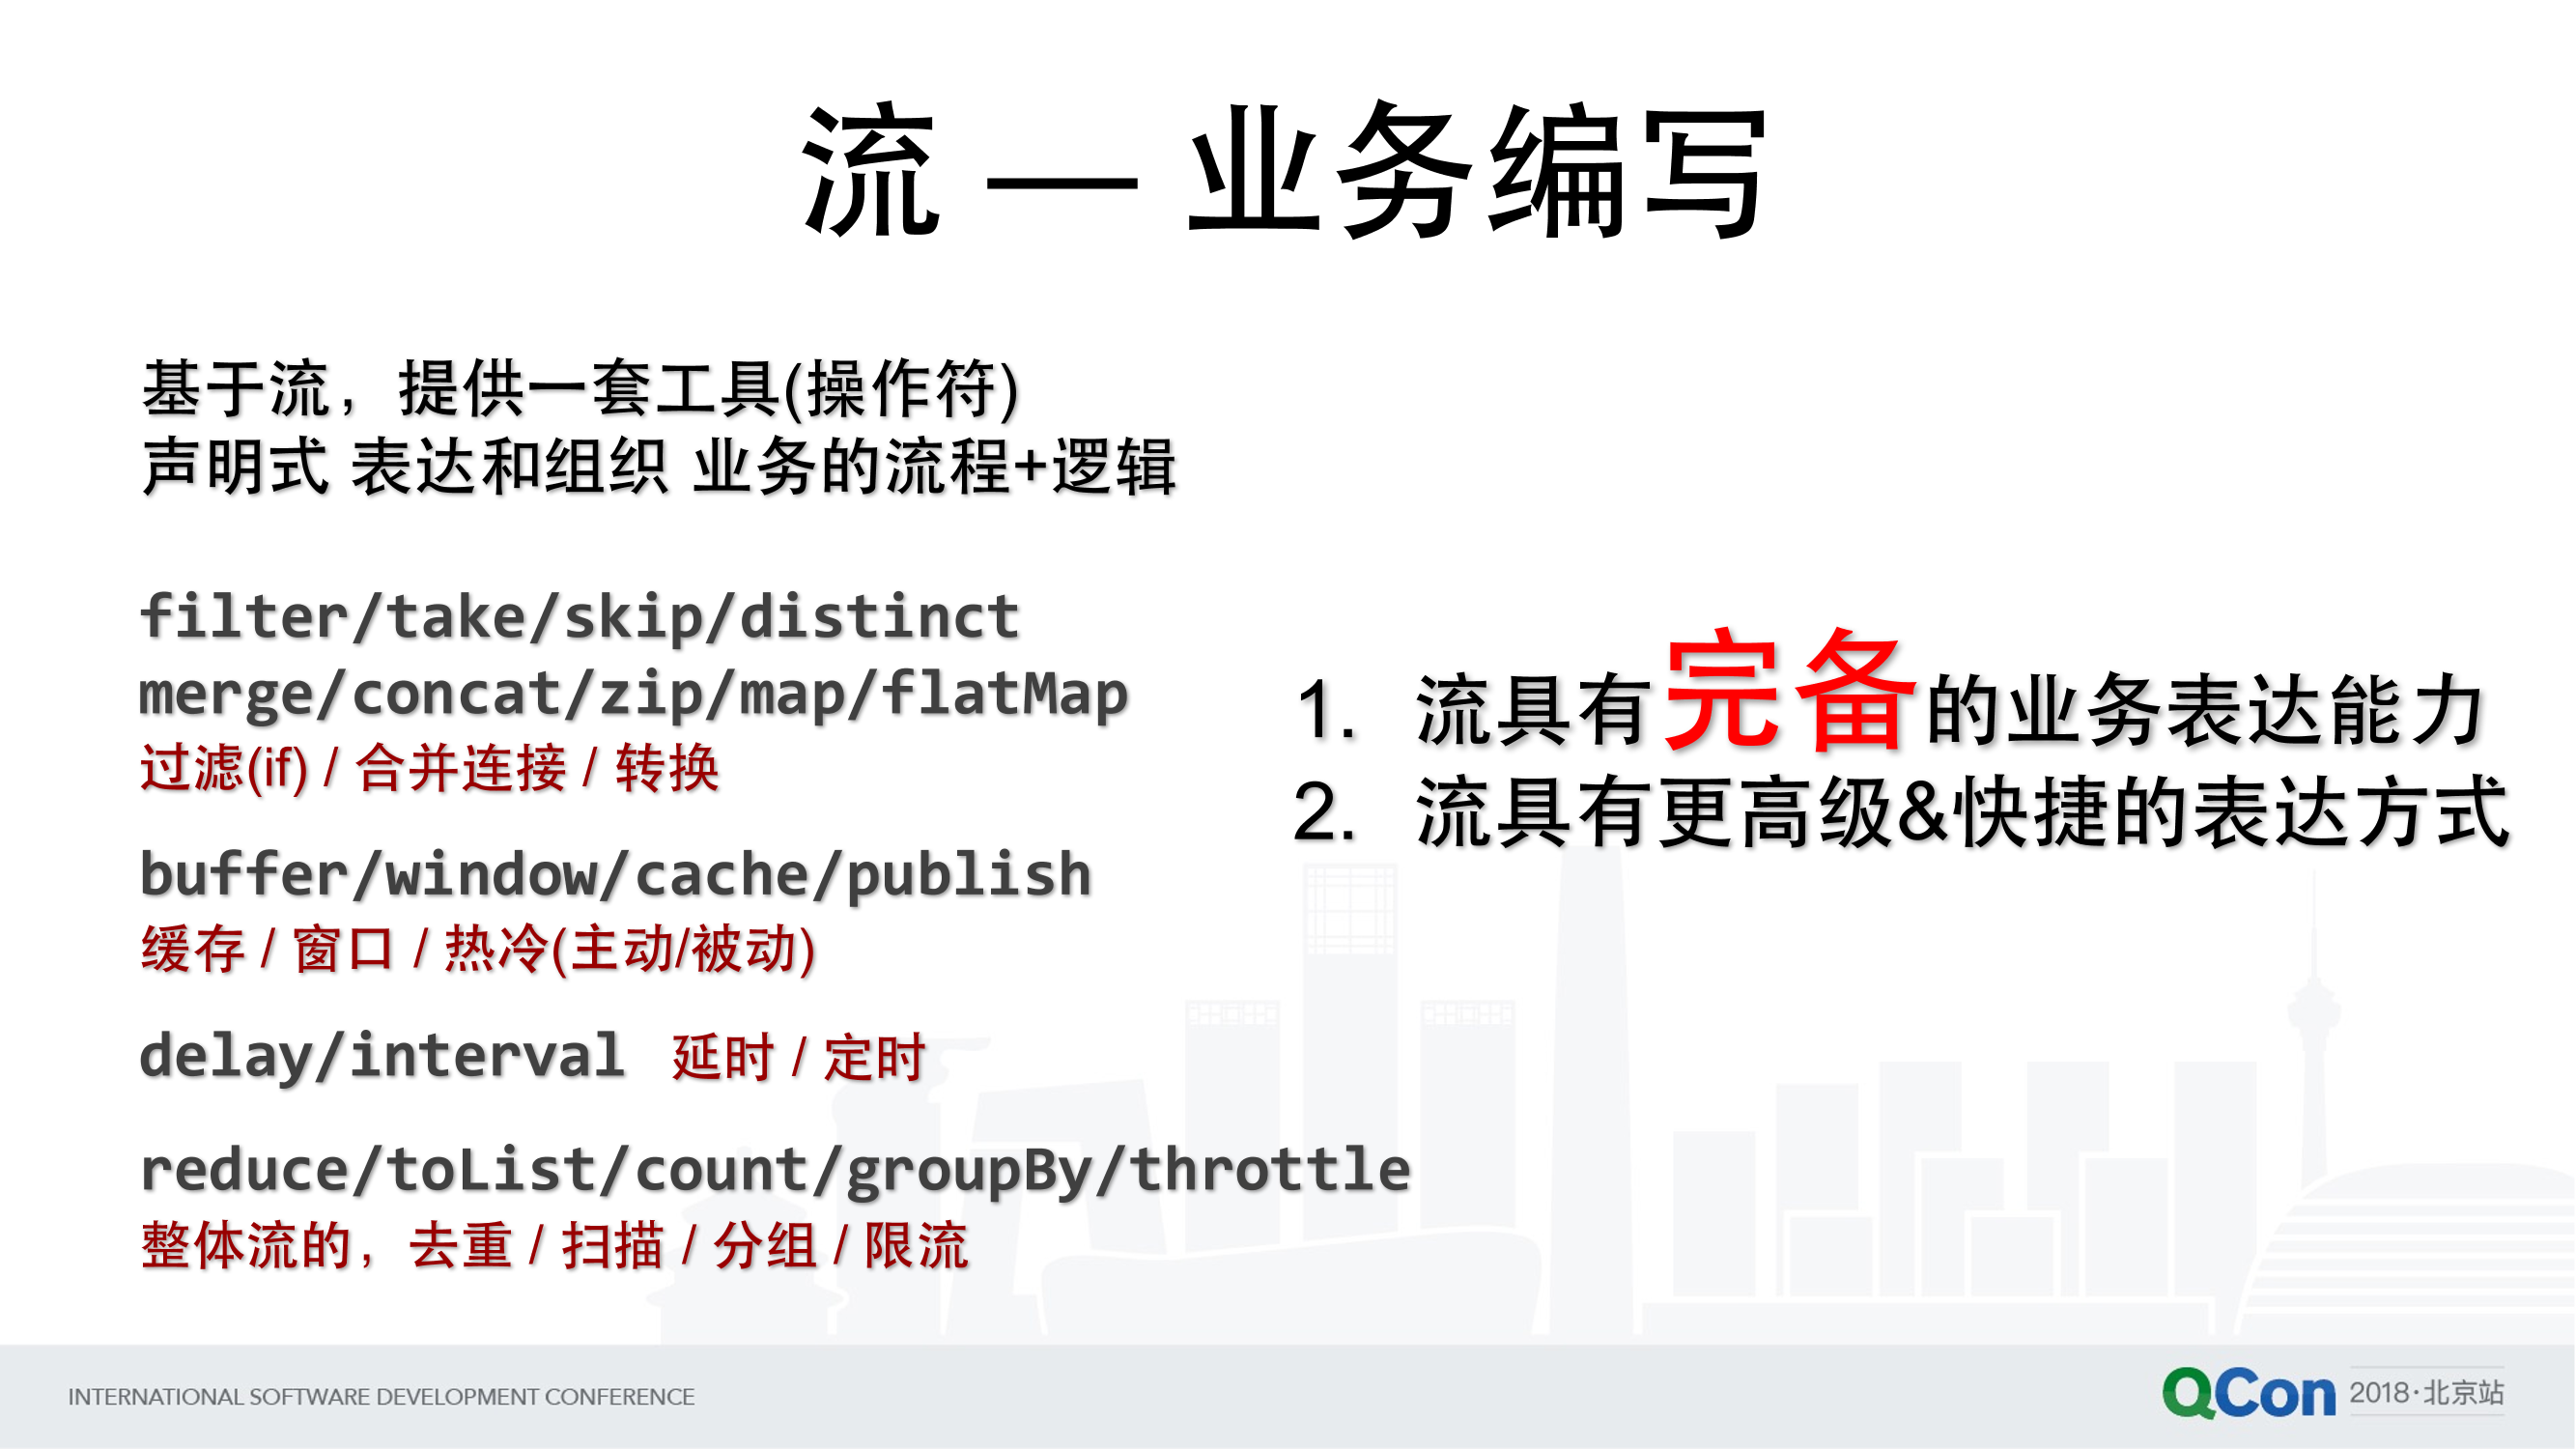 流 — 业务编写
基于流，提供一套工具(操作符)
声明式 表达和组织 业务的流程+逻辑
filter/take/skip/distinct
merge/concat/zip/map/flatMap
过滤(if) / 合并连接 / 转换
buffer/window/cache/publish
缓存 / 窗口 / 热冷(主动/被动)
delay/interval 延时 / 定时
reduce/toList/count/groupBy/throttle
整体流的，去重 / 扫描 / 分组 / 限流
1. 流具有完备的业务表达能力
2. 流具有更高级&快捷的表达方式
INTERNATIONAL SOFTWARE DEVELOPMENT CONFERENCE
QCon 2018·北京站